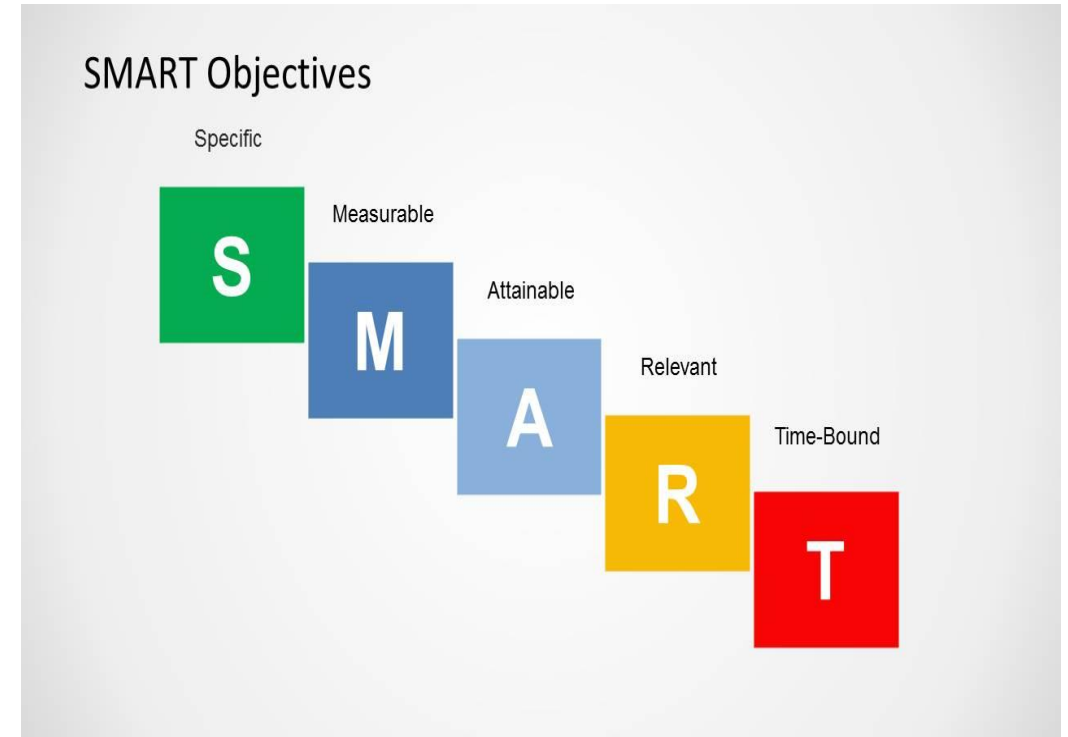 SMART Objectives
Specific
S
Measurable
M
Attainable
A
Relevant
R
Time-Bound
T